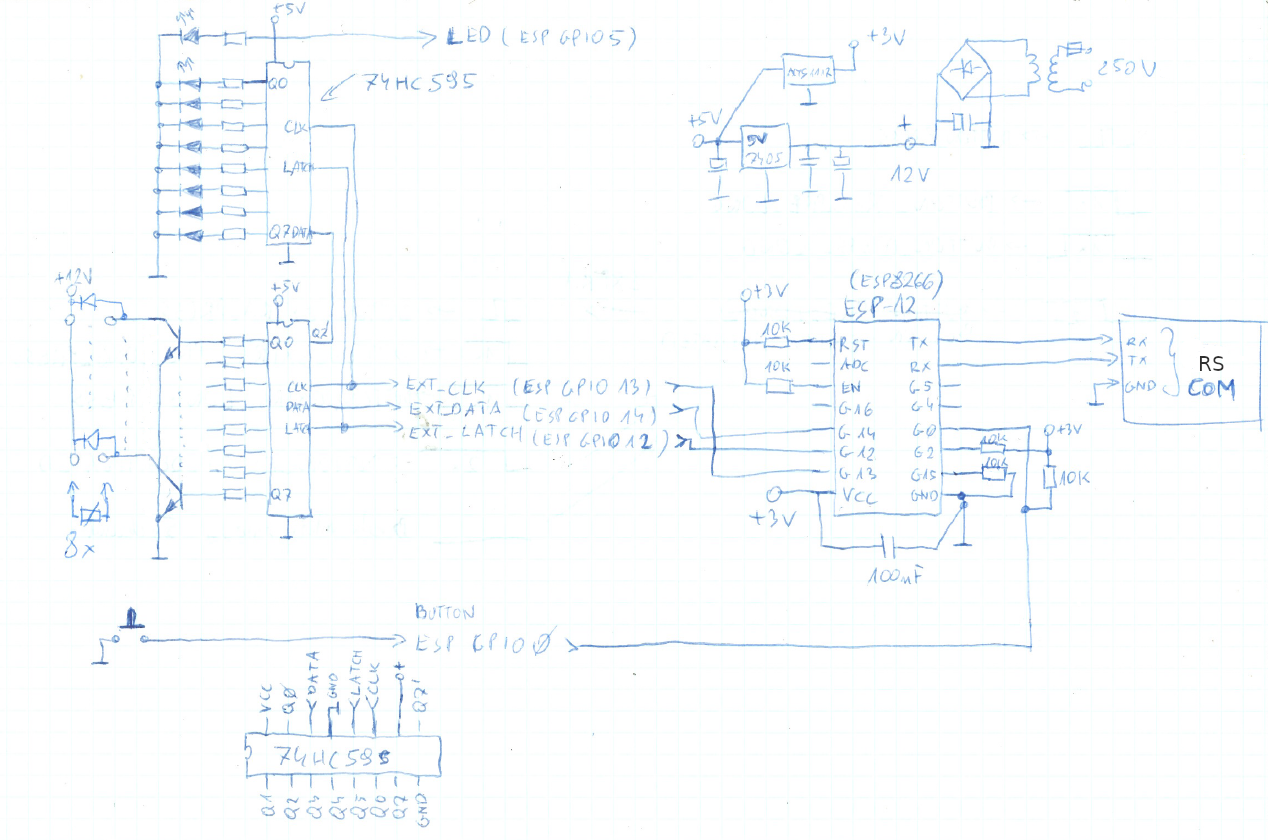 +5V
LED (ESP GPIO5)
Q0
74HC595
CLK
LATCH
Q7 DATA
+12V
+5V
Q0
Q7'
CLK
DATA
LATCH
Q7
8x
EXT_CLK (ESP GPIO 13)
EXT_DATA (ESP GPIO 14)
EXT_LATCH (ESP GPIO 12)
+3V
+5V
5V
7405
+
12V
250V
(ESP8266)
ESP-12
+3V
10K
10K
RST TX
ADC RX
EN G5
G16 G4
G14 G0
G12 G2
G13 G15
VCC GND
+3V
100nF
10K
10K
+3V
10K
RX
TX
GND
RS
COM
BUTTON
ESP GPIO0
VCC
Q0
DATA
GND
LATCH
CLK
Q7'
74HC595
Q1
Q2
Q3
Q4
Q5
Q6
Q7
GND